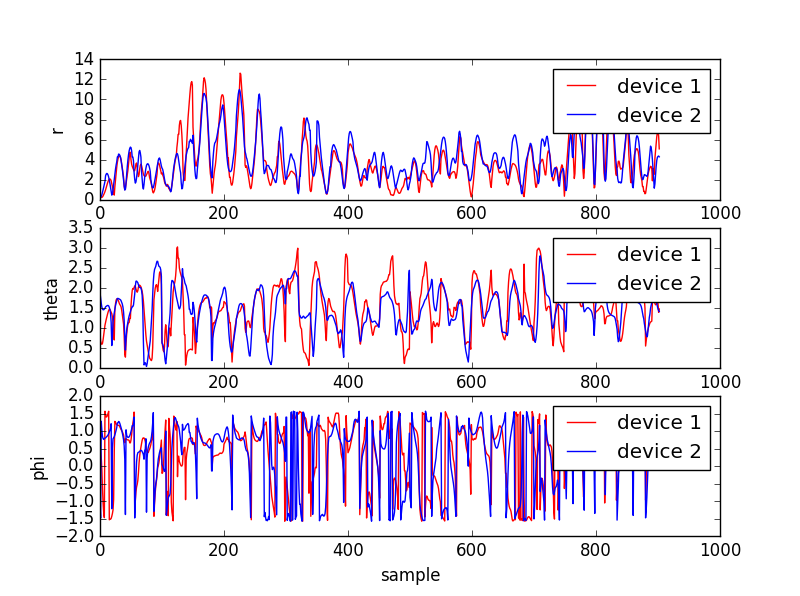 14
12
10
8
6
4
2
0
r
device 1
device 2
0 200 400 600 800 1000
3.5
3.0
2.5
2.0
1.5
1.0
0.5
0.0
theta
device 1
device 2
0 200 400 600 800 1000
2.0
1.5
1.0
0.5
0.0
−0.5
−1.0
−1.5
−2.0
phi
device 1
device 2
0 200 400 600 800 1000
sample